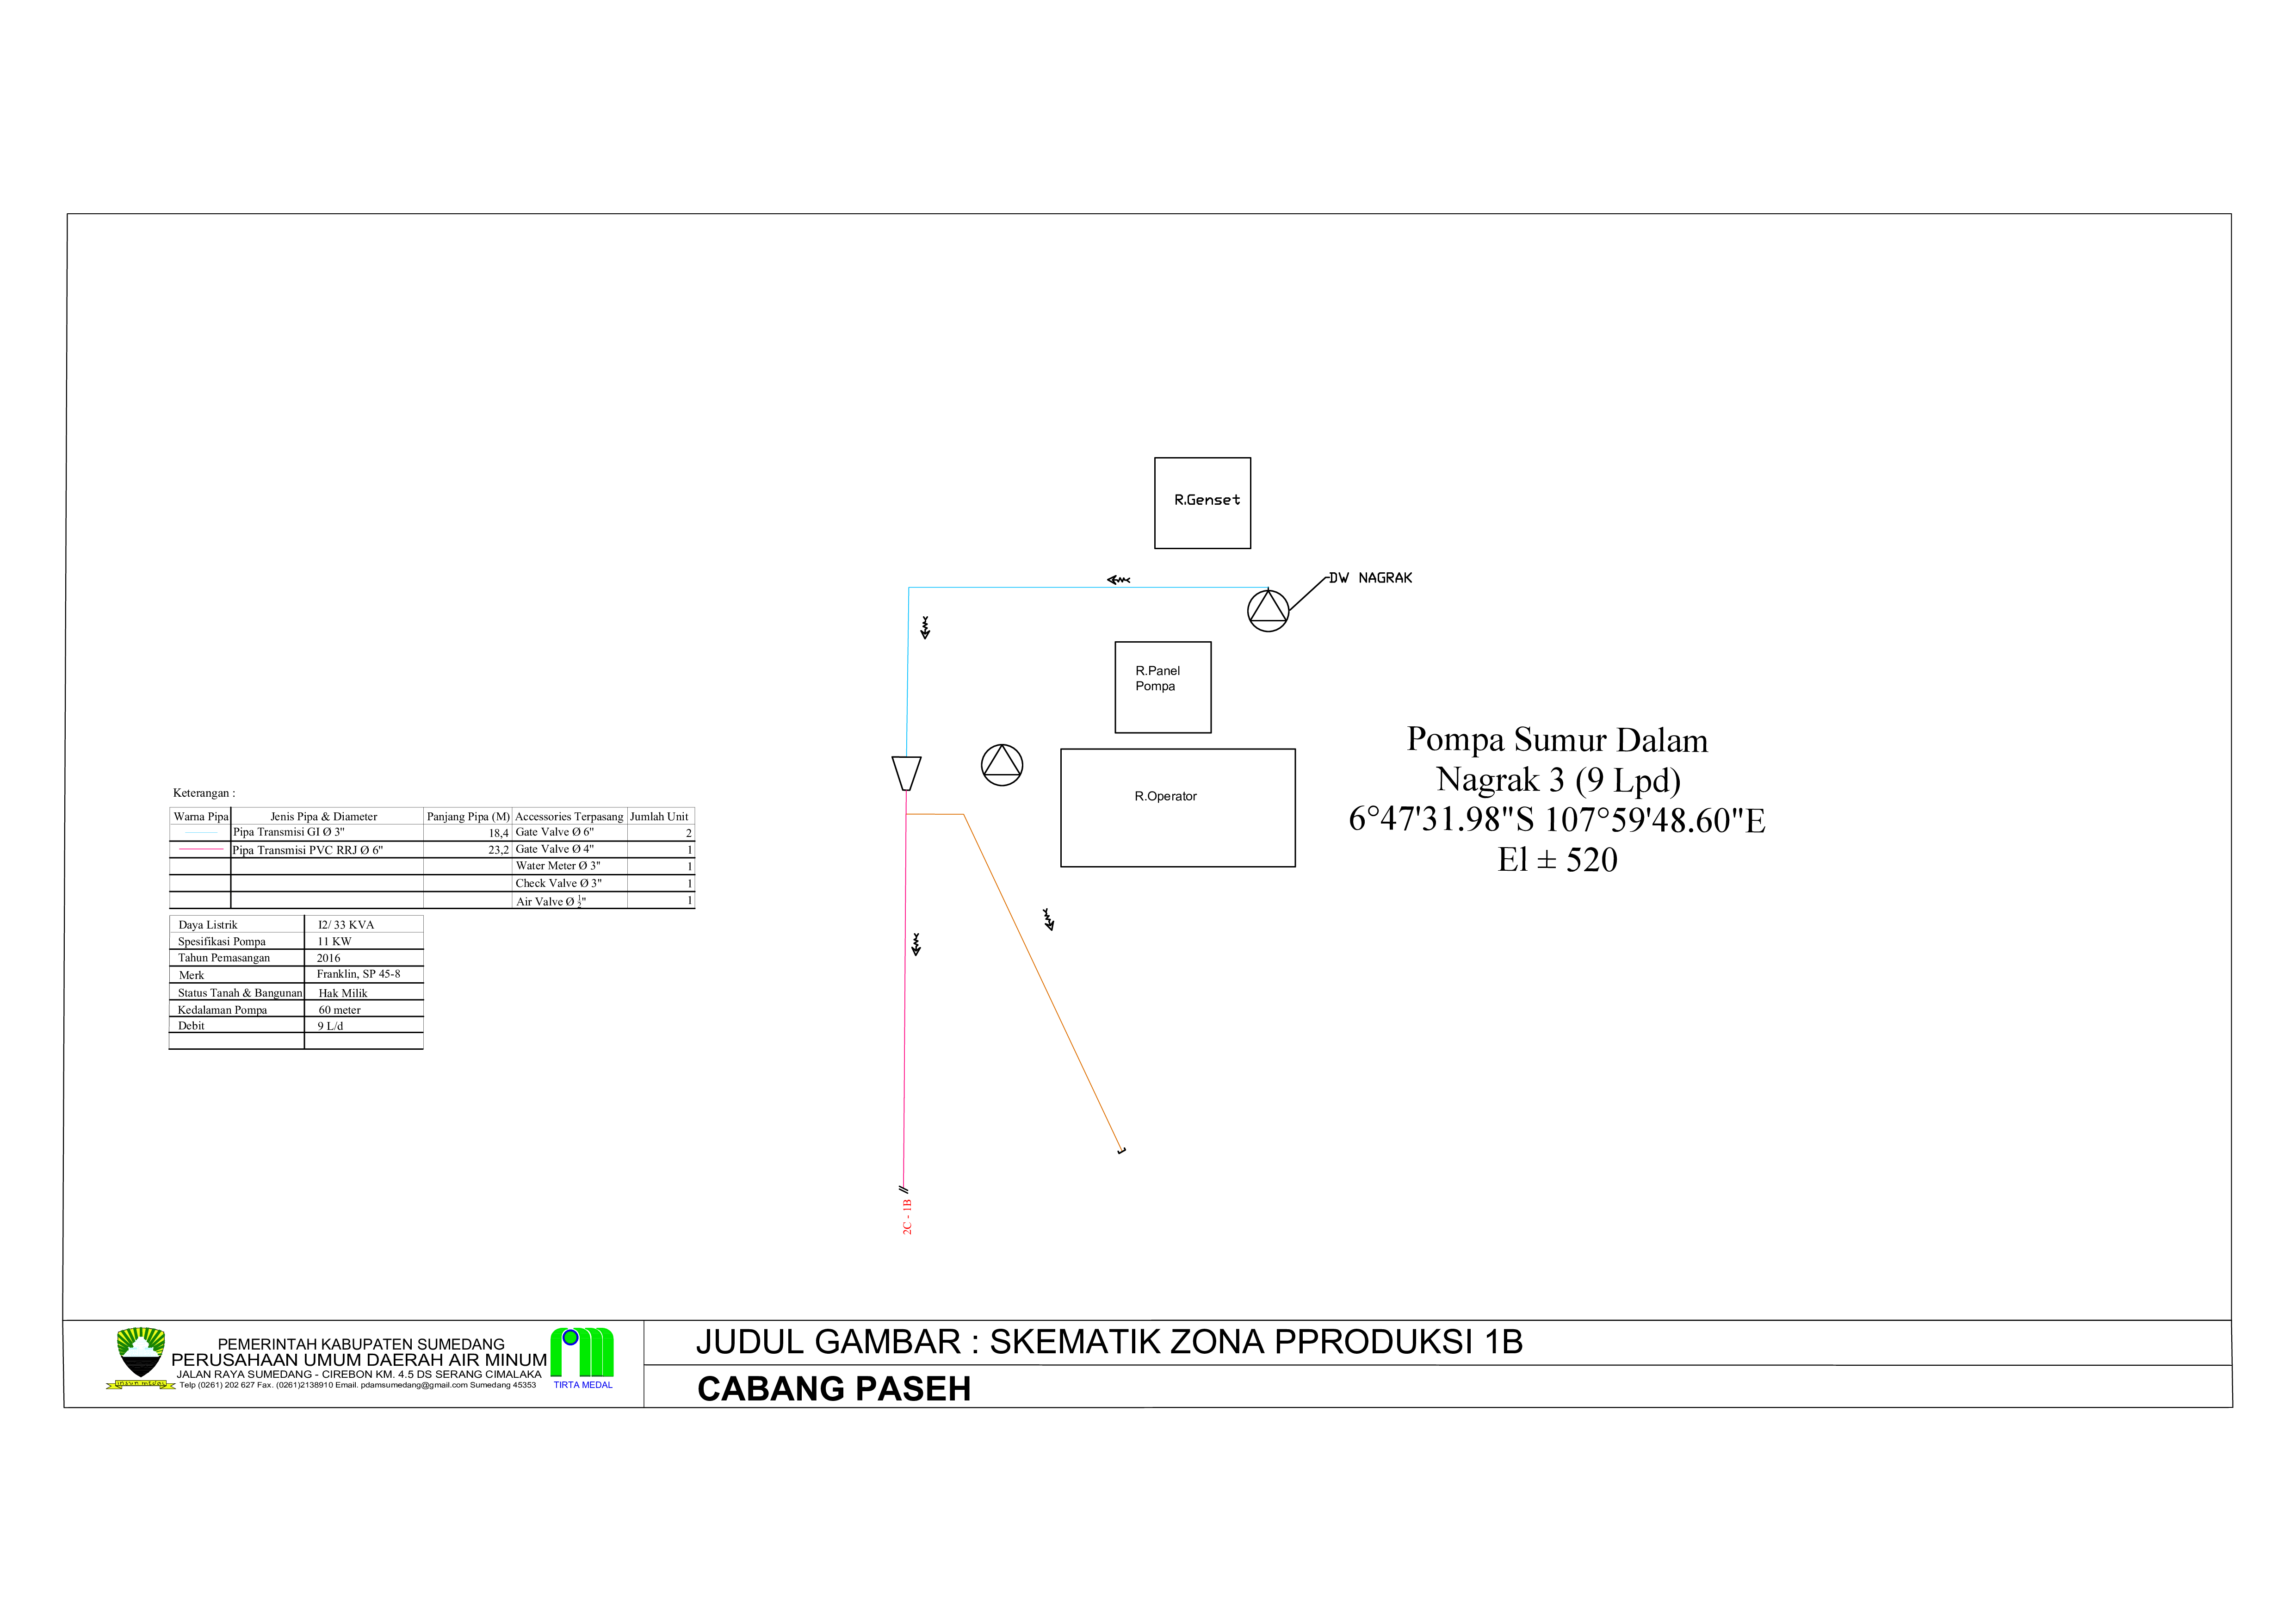 R.Genset
DW NAGRAK
R.Panel
Pompa
R.Operator
Pompa Sumur Dalam
Nagrak 3 (9 Lpd)
6°47'31.98"S 107°59'48.60"E
El ± 520
Keterangan :
Warna Pipa Jenis Pipa & Diameter Panjang Pipa (M) Accessories Terpasang Jumlah Unit
Pipa Transmisi GI Ø 3" 18,4 Gate Valve Ø 6" 2
Pipa Transmisi PVC RRJ Ø 6" 23,2 Gate Valve Ø 4" 1
Water Meter Ø 3" 1
Check Valve Ø 3" 1
Air Valve Ø 1/2" 1
Daya Listrik I2/ 33 KVA
Spesifikasi Pompa 11 KW
Tahun Pemasangan 2016
Merk Franklin, SP 45-8
Status Tanah & Bangunan Hak Milik
Kedalaman Pompa 60 meter
Debit 9 L/d
2C - 1B
PEMERINTAH KABUPATEN SUMEDANG
PERUSAHAAN UMUM DAERAH AIR MINUM
JALAN RAYA SUMEDANG - CIREBON KM. 4.5 DS SERANG CIMALAKA
Telp (0261) 202 627 Fax. (0261)2138910 Email. pdamsumedang@gmail.com Sumedang 45353
TIRTA MEDAL
JUDUL GAMBAR : SKEMATIK ZONA PPRODUKSI 1B
CABANG PASEH